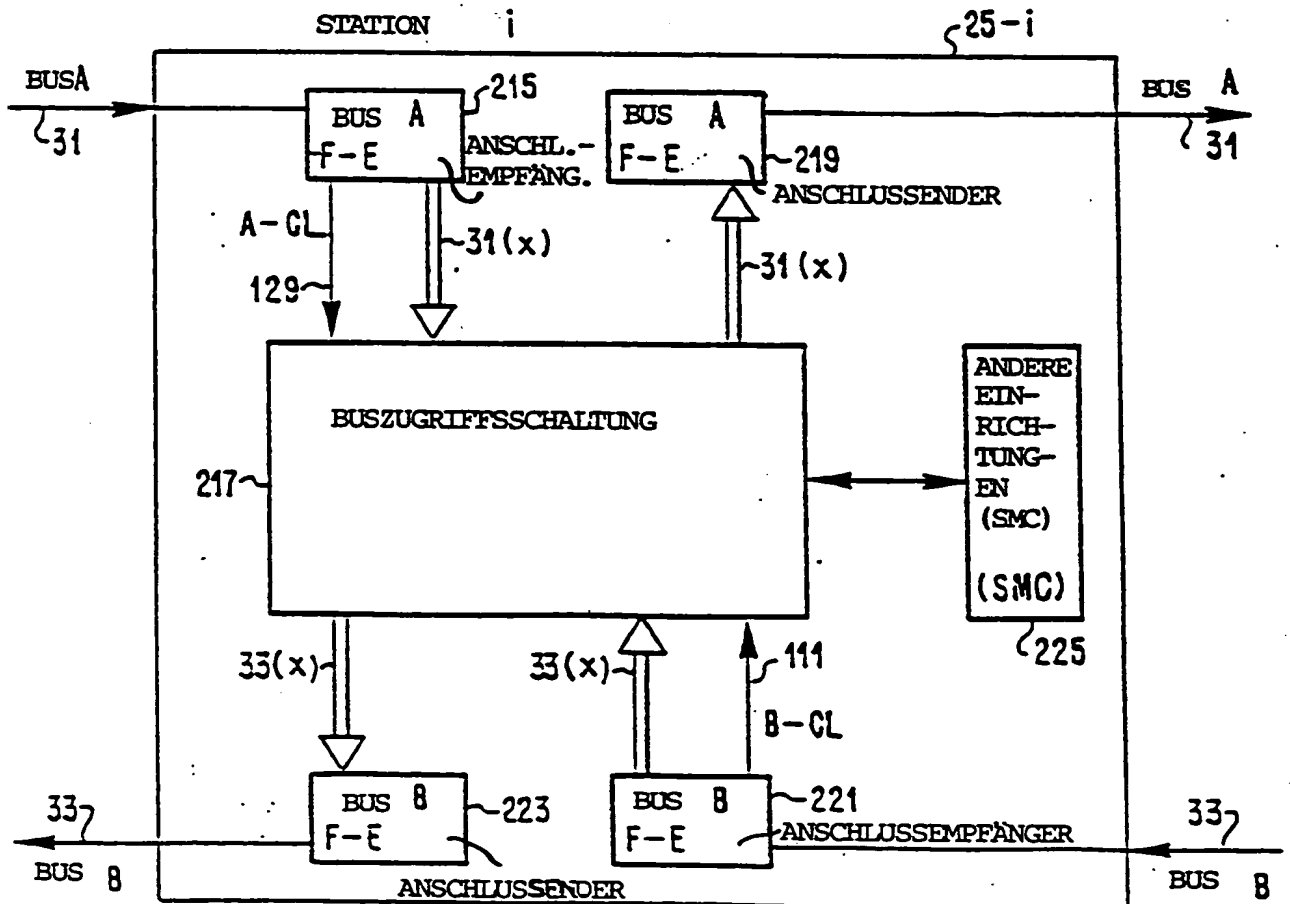 STATION i
25-i
BUSA
31
BUS A
F-E
215
ANSCHL.-
EMPFÄNG.
BUS A
F-E
219
ANSCHLUSSENDER
BUS A
31
A-CL
129
31(x)
31(x)
BUSZUGRIFFSSCHALTUNG
217
ANDERE
EIN-
RICH-
TUNG-
EN
(SMC)
(SMC)
225
33(x)
33(x)
111
B-CL
BUS B
F-E
223
ANSCHLUSSENDER
BUS B
F-E
221
ANSCHLUSSEMPFÄNGER
33
BUS B
33
BUS B